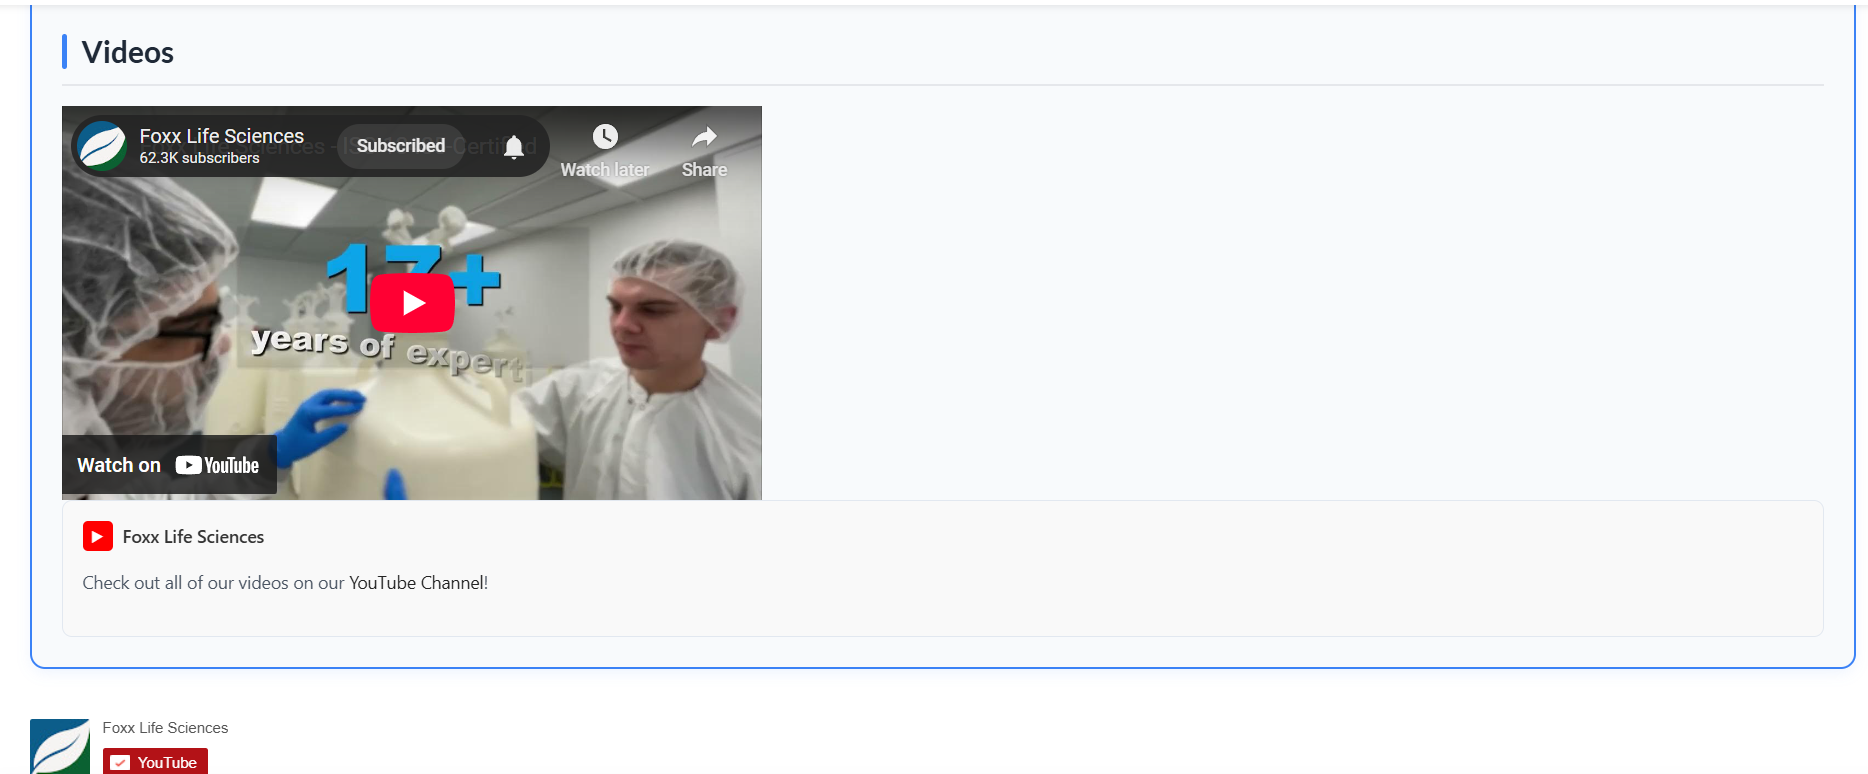 Videos
Foxx Life Sciences
62.3K subscribers
Subscribed
Watch later
Share
17+
years of expert
Watch on YouTube
Foxx Life Sciences
Check out all of our videos on our YouTube Channel!
Foxx Life Sciences
YouTube